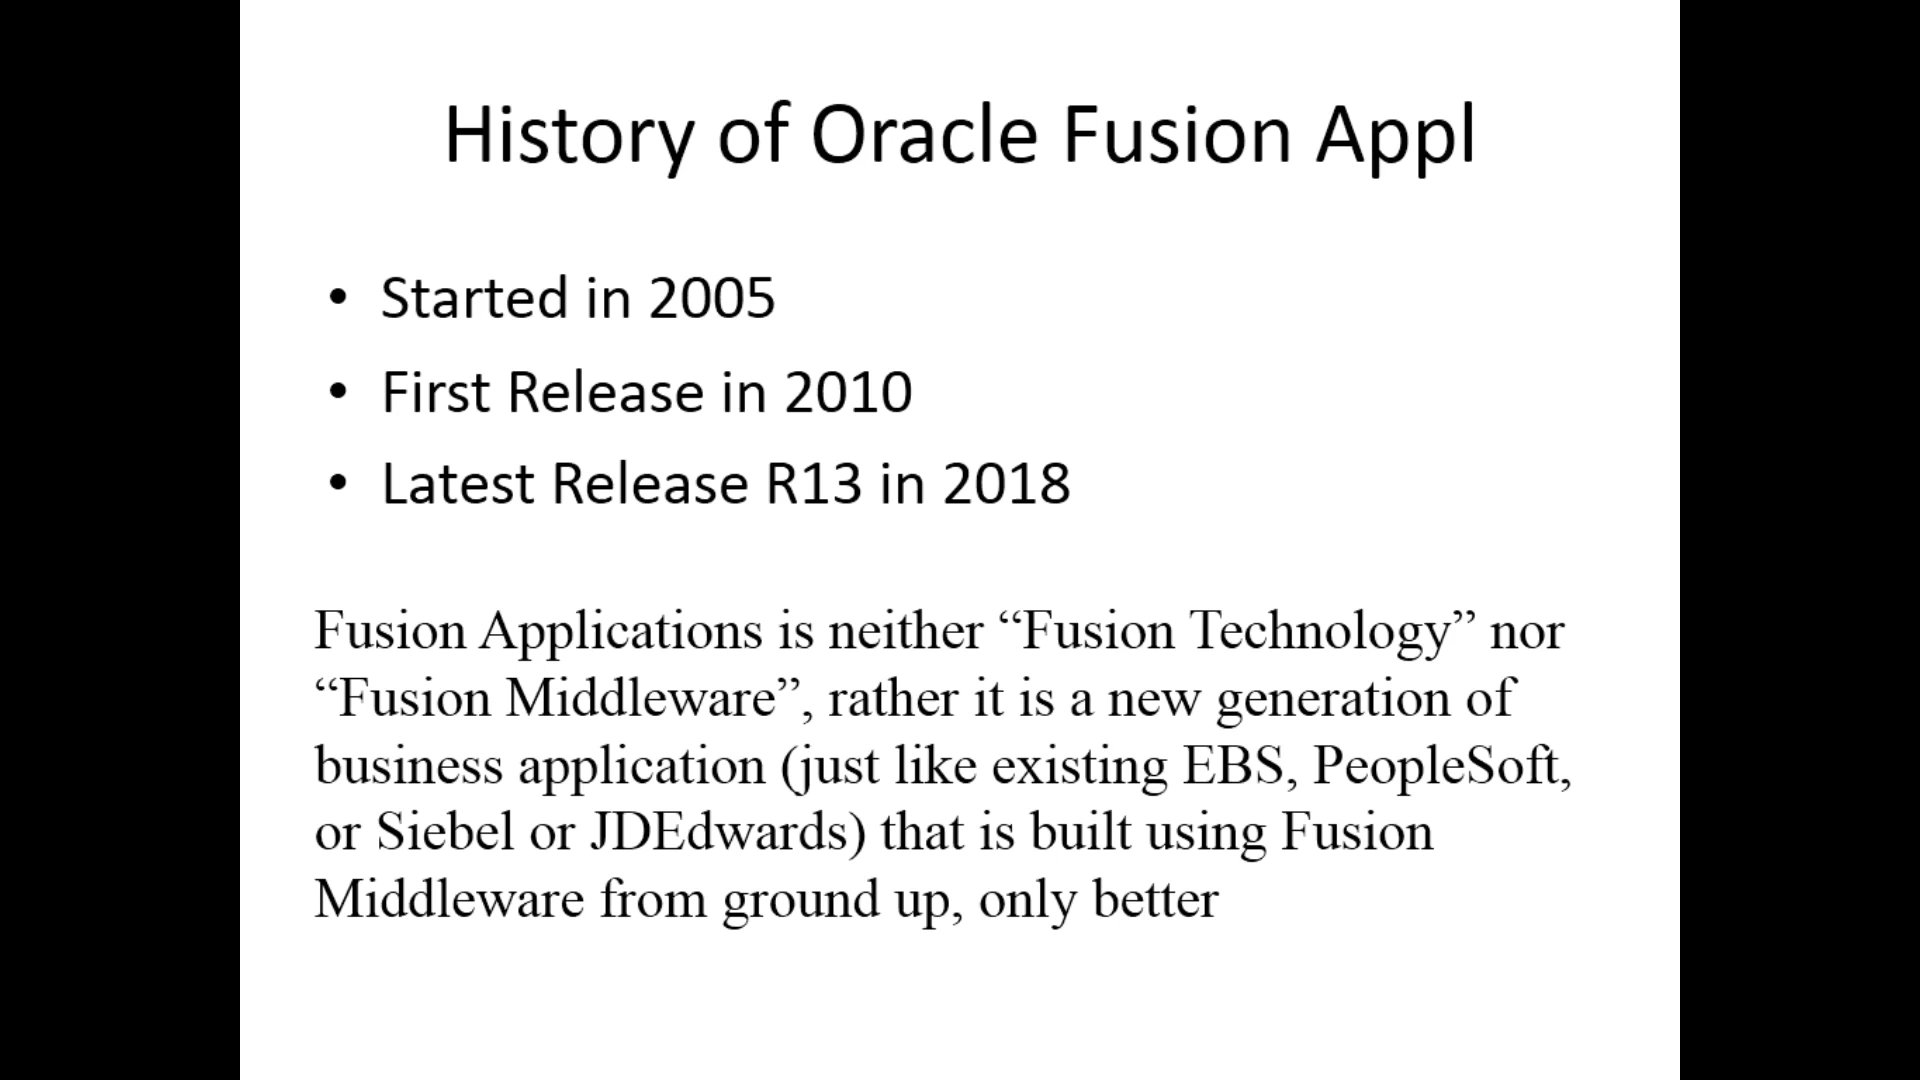 History of Oracle Fusion Appl
• Started in 2005
• First Release in 2010
• Latest Release R13 in 2018
Fusion Applications is neither “Fusion Technology” nor
“Fusion Middleware”, rather it is a new generation of
business application (just like existing EBS, PeopleSoft,
or Siebel or JDEdwards) that is built using Fusion
Middleware from ground up, only better